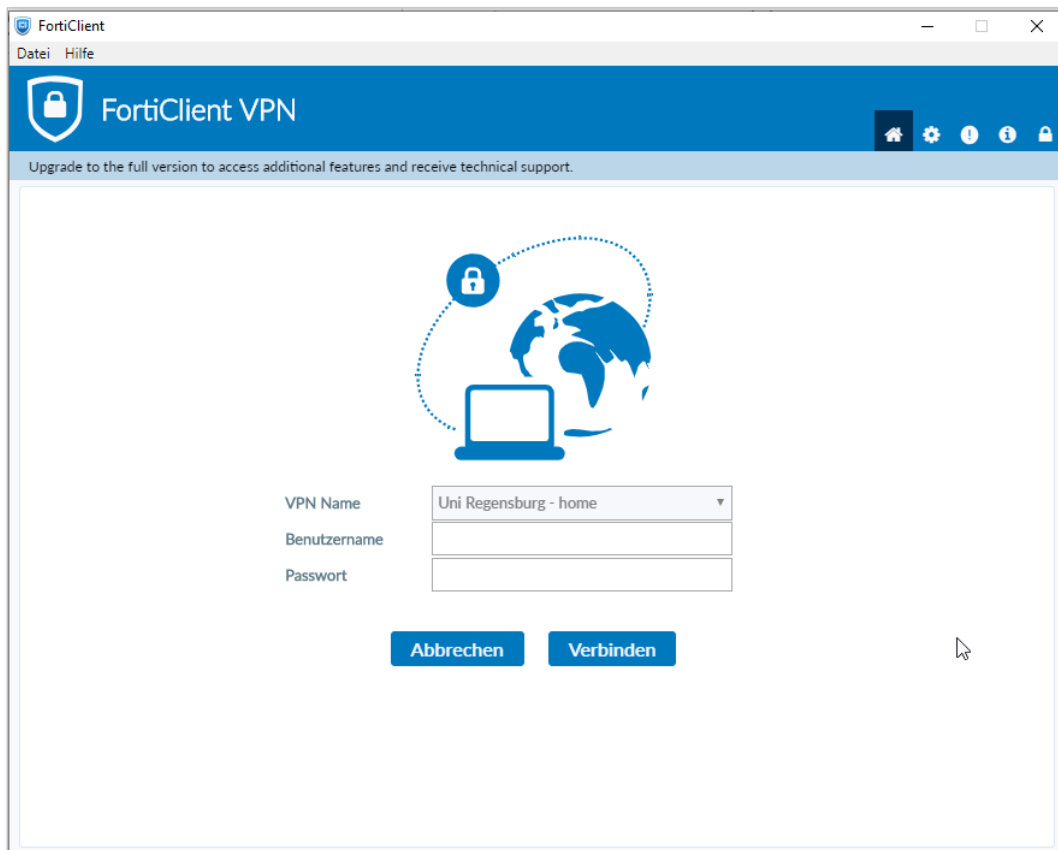 FortiClient
Datei Hilfe
FortiClient VPN
Upgrade to the full version to access additional features and receive technical support.
VPN Name Uni Regensburg - home
Benutzername
Passwort
Abbrechen Verbinden